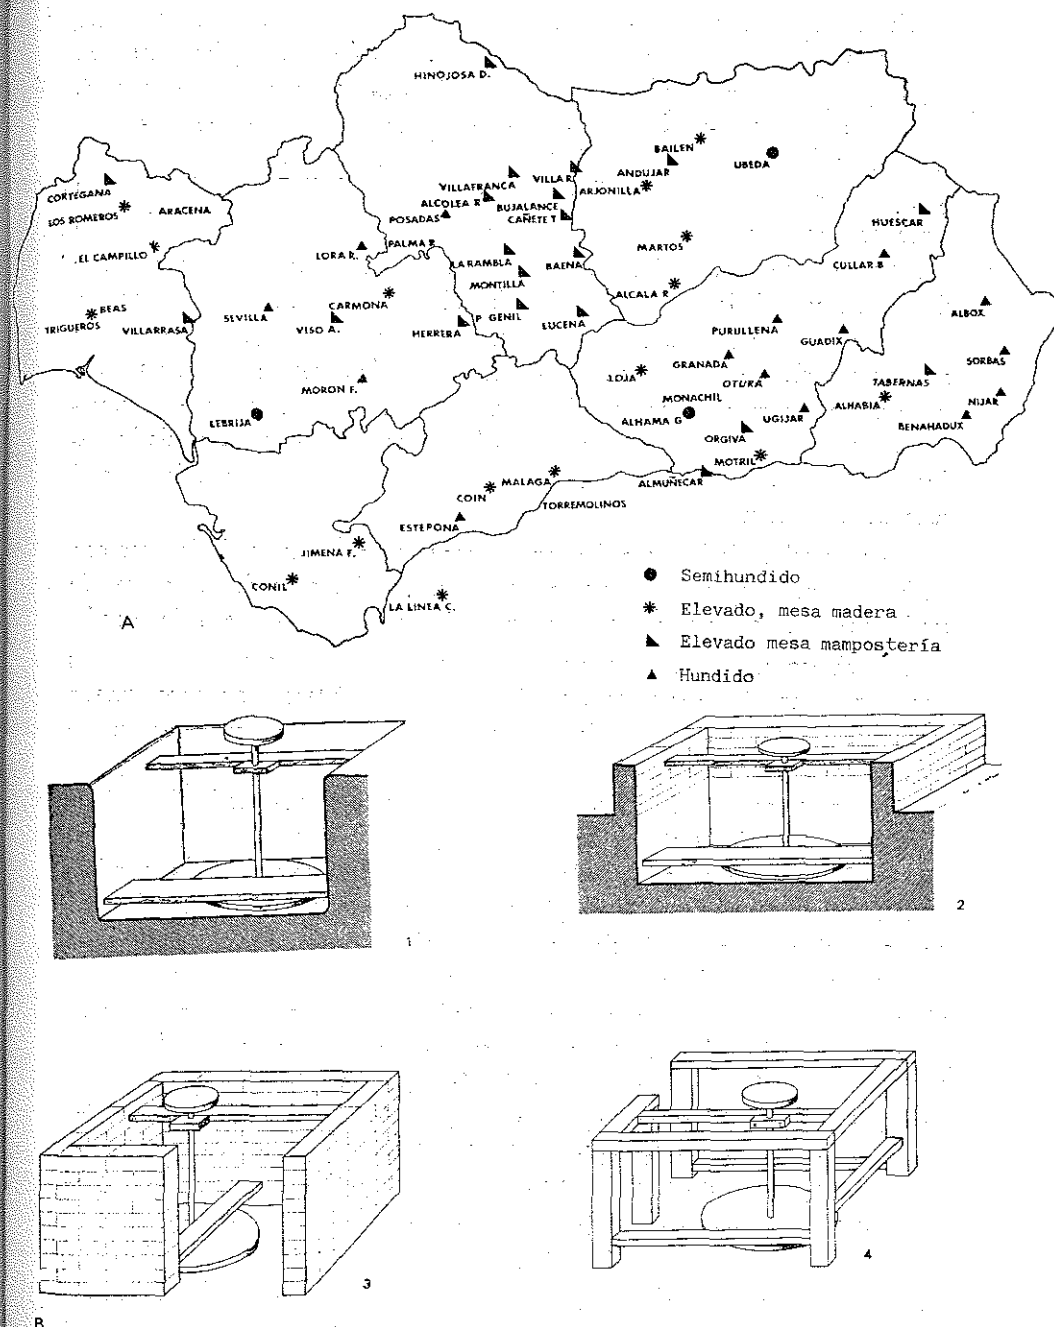 HINOJOSA D.
BAILEN
UBEDA
ANDUJAR
VILLAFRANCA
VILLA R.
ARJONILLA
CORTEGANA
ALCOLEA R
BUJALANCE
LOS ROMEROS
ARACENA
POSADAS
CAÑETE T
HUESCAR
EL CAMPILLO
LORA R.
PALMA R.
MARTOS
LA RAMBLA
BAENA
CULLAR B
MONTILLA
ALCALA R
BEAS
CARMONA
TRIGUEROS
VILLARRASA
SEVILLA
VISO A.
HERRERA
P GENIL
LUCENA
PURULLENA
GUADIX
ALBOX
GRANADA
SORBAS
LOJA
OTURA
TABERNAS
MORON F.
MONACHIL
ALHABIA
NIJAR
LEBRIJA
ALHAMA G
UGIJAR
BENAHADUX
ORGIVA
MOTRIL
MALAGA
ALMUÑECAR
COIN
TORREMOLINOS
ESTEPONA
JIMENA F.
CONIL
LA LINEA C.
A
Semihundido
Elevado, mesa madera
Elevado mesa mampostería
Hundido
1
2
3
4
B